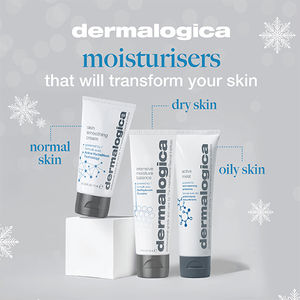 dermalogica
moisturisers
that will transform your skin
dry skin
normal
skin
oily skin
skin
smoothing
cream
dermalogica
intensive
moisture
balance
dermalogica
active
moist
dermalogica